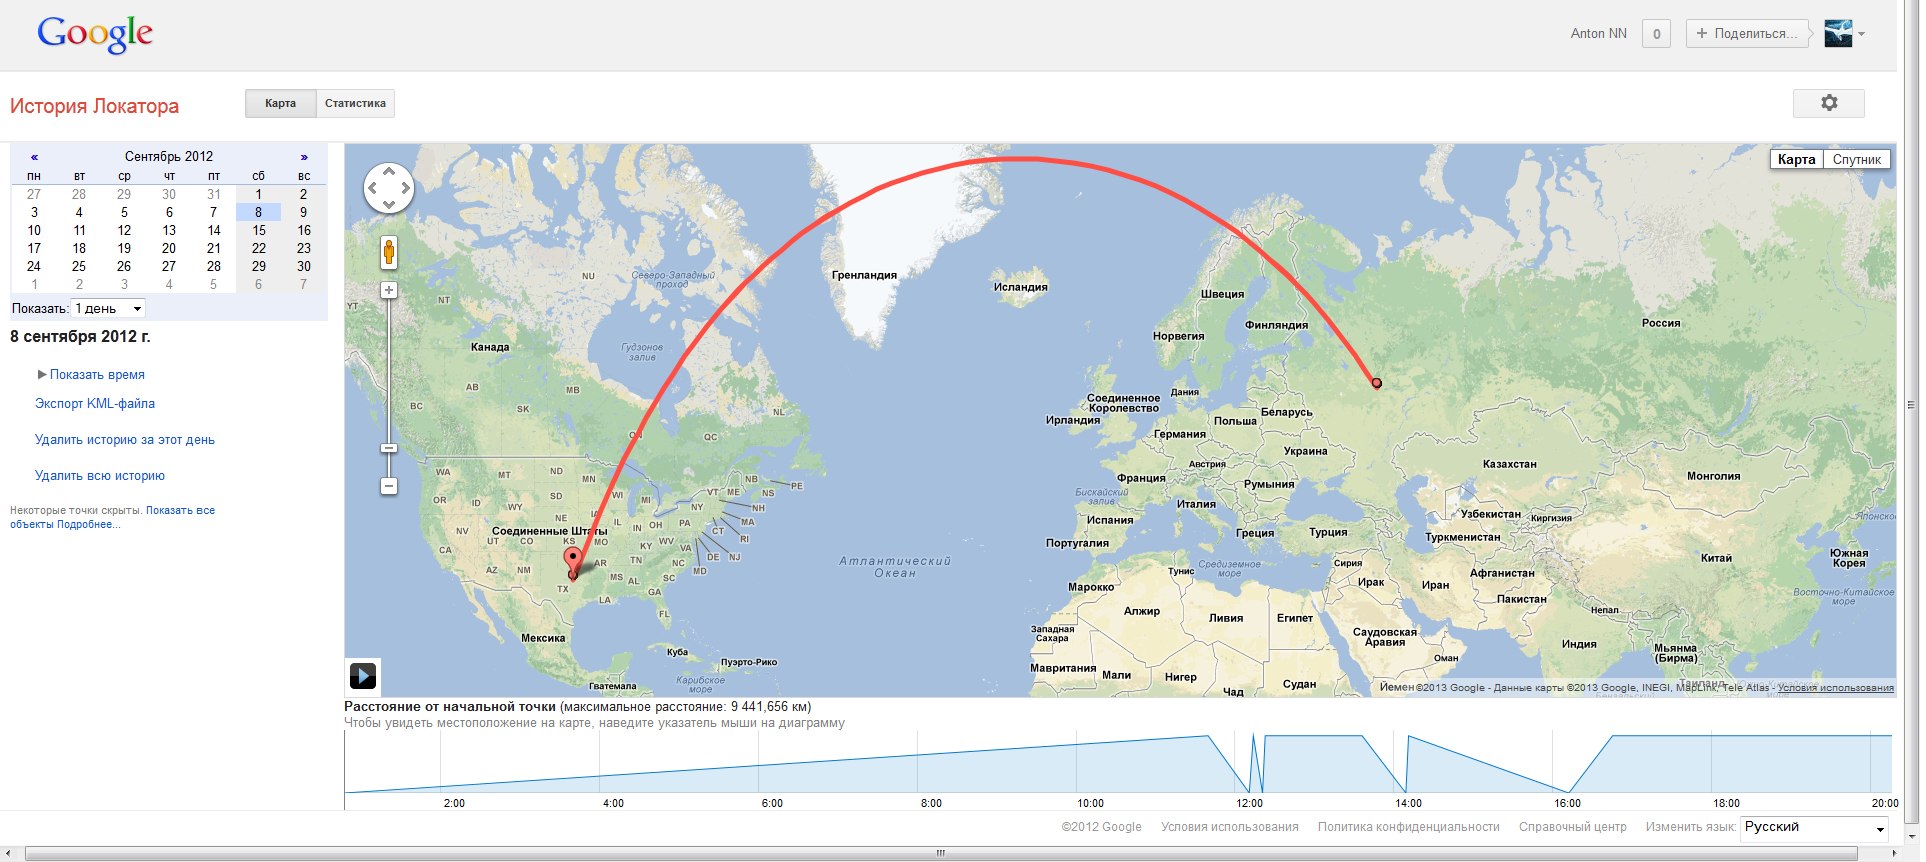 Google
Anton NN
0
+ Поделиться...
История Локатора
Карта
Статистика
« Сентябрь 2012 »
пн вт ср чт пт сб вс
27 28 29 30 31 1 2
3 4 5 6 7 8 9
10 11 12 13 14 15 16
17 18 19 20 21 22 23
24 25 26 27 28 29 30
1 2 3 4 5 6 7
Показать: 1 день
8 сентября 2012 г.
Показать время
Экспорт KML-файла
Удалить историю за этот день
Удалить всю историю
Некоторые точки скрыты. Показать все
объекты Подробнее...
Карта
Спутник
Гренландия
Исландия
NU
Северо-Западный
проход
YT
NT
Швеция
Финляндия
Норвегия
Россия
Канада
Гудзонов
залив
AB
MB
BC
SK
ON
QC
NL
Дания
Соединенное
Королевство
Ирландия
Беларусь
Польша
Германия
Украина
Австрия
Франция
Румыния
Казахстан
Монголия
Бискайский
залив
Италия
Испания
Португалия
Греция
Турция
Узбекистан
Киргизия
Туркменистан
Японское
Китай
Южная
Корея
WA
MT
ND
MN
OR
ID
SD
WI
MI
WY
NE
IA
NV
UT
CO
KS
MO
IL
IN
OH
PA
NY
VT
ME
NB
PE
NS
NH
MA
CT
RI
NJ
DE
MD
WV
VA
KY
TN
NC
SC
CA
AZ
NM
AR
MS
AL
GA
TX
LA
FL
Соединенные Штаты
Атлантический
Океан
Тунис
Средиземное
море
Сирия
Ирак
Иран
Афганистан
Пакистан
Непал
Восточно-Китайское
море
Марокко
Алжир
Ливия
Египет
Западная
Сахара
Саудовская
Аравия
Оман
Индия
Мьянма
(Бирма)
Мексика
Куба
Пуэрто-Рико
Гватемала
Карибское
море
Мавритания
Мали
Нигер
Чад
Судан
Йемен
Таиланд
©2013 Google - Данные карты ©2013 Google, INEGI, MapLink, Tele Atlas - Условия использования
Расстояние от начальной точки (максимальное расстояние: 9 441,656 км)
Чтобы увидеть местоположение на карте, наведите указатель мыши на диаграмму
2:00 4:00 6:00 8:00 10:00 12:00 14:00 16:00 18:00 20:00
©2012 Google Условия использования Политика конфиденциальности Справочный центр Изменить язык: Русский